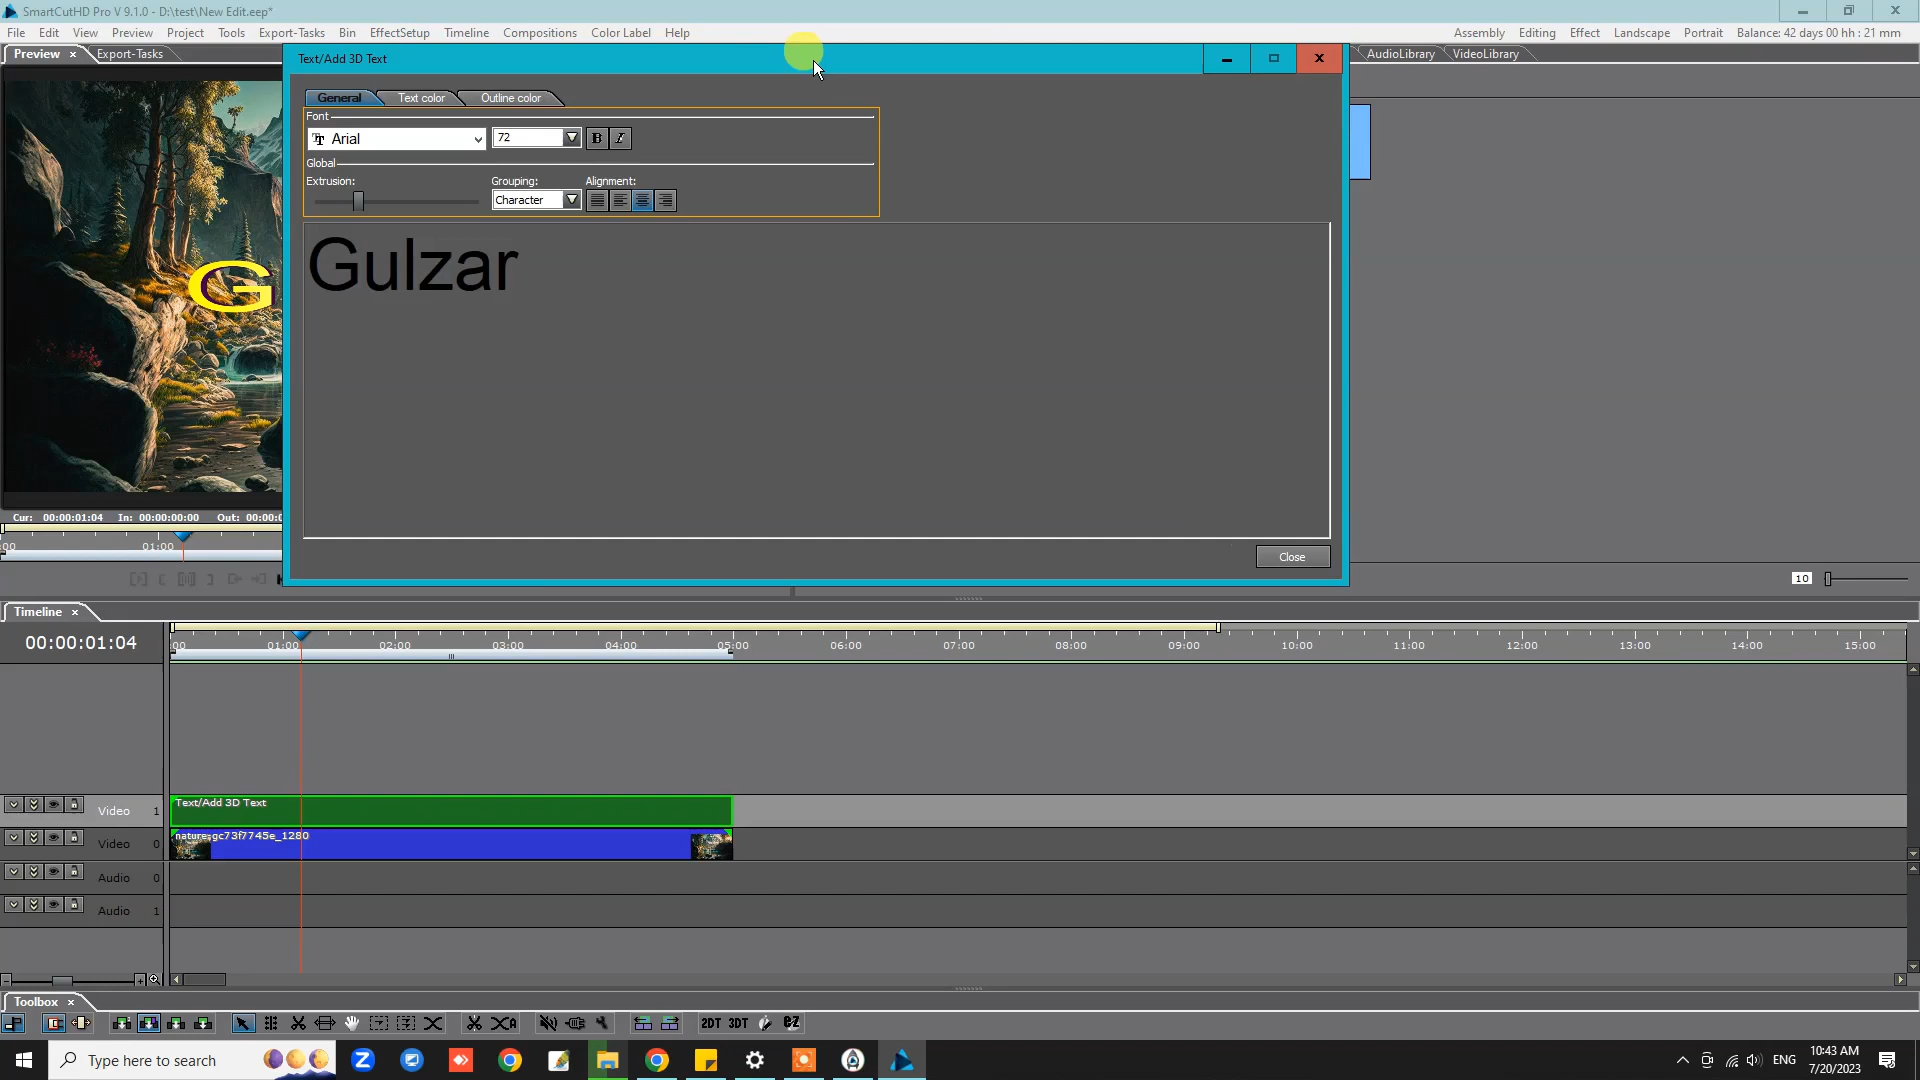 SmartCutHD Pro V 9.1.0 - D:\test\New Edit.eep*
File Edit View Preview Project Tools Export-Tasks Bin EffectSetup Timeline Compositions Color Label Help
Assembly Editing Effect Landscape Portrait Balance: 42 days 00 hh : 21 mm
Preview × Export-Tasks
Text/Add 3D Text
AudioLibrary VideoLibrary
General Text color Outline color
Font
Arial 72 B I
Global
Extrusion: Grouping: Alignment:
Character
Gulzar
G
Cur: 00:00:01:04 In: 00:00:00:00 Out: 00:00:0
:00 01:00
Close
10
Timeline ×
00:00:01:04
:00 01:00 02:00 03:00 04:00 05:00 06:00 07:00 08:00 09:00 10:00 11:00 12:00 13:00 14:00 15:00
Video 1 Text/Add 3D Text
Video 0 nature-gc73f7745e_1280
Audio 0
Audio 1
Toolbox ×
2DT 3DT
Type here to search
ENG
10:43 AM
7/20/2023